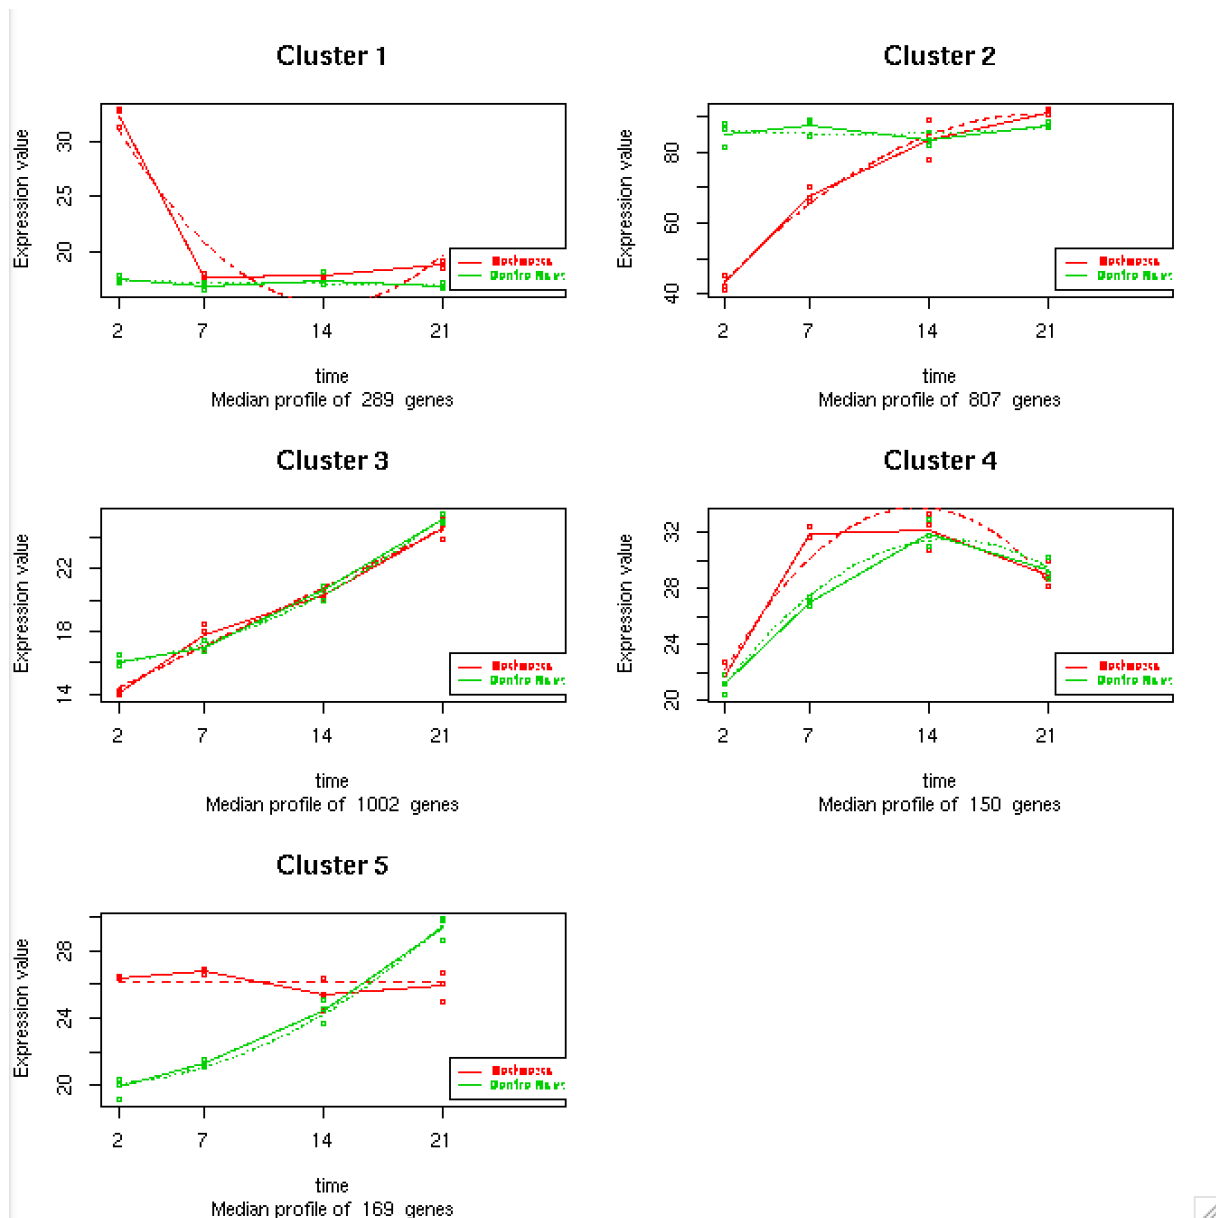 Cluster 1
Expression value
30
25
20
2 7 14 21
time
Median profile of 289 genes
Cluster 2
Expression value
80
60
40
2 7 14 21
time
Median profile of 807 genes
Cluster 3
Expression value
22
18
14
2 7 14 21
time
Median profile of 1002 genes
Cluster 4
Expression value
32
28
24
20
2 7 14 21
time
Median profile of 150 genes
Cluster 5
Expression value
28
24
20
2 7 14 21
time
Median profile of 169 genes